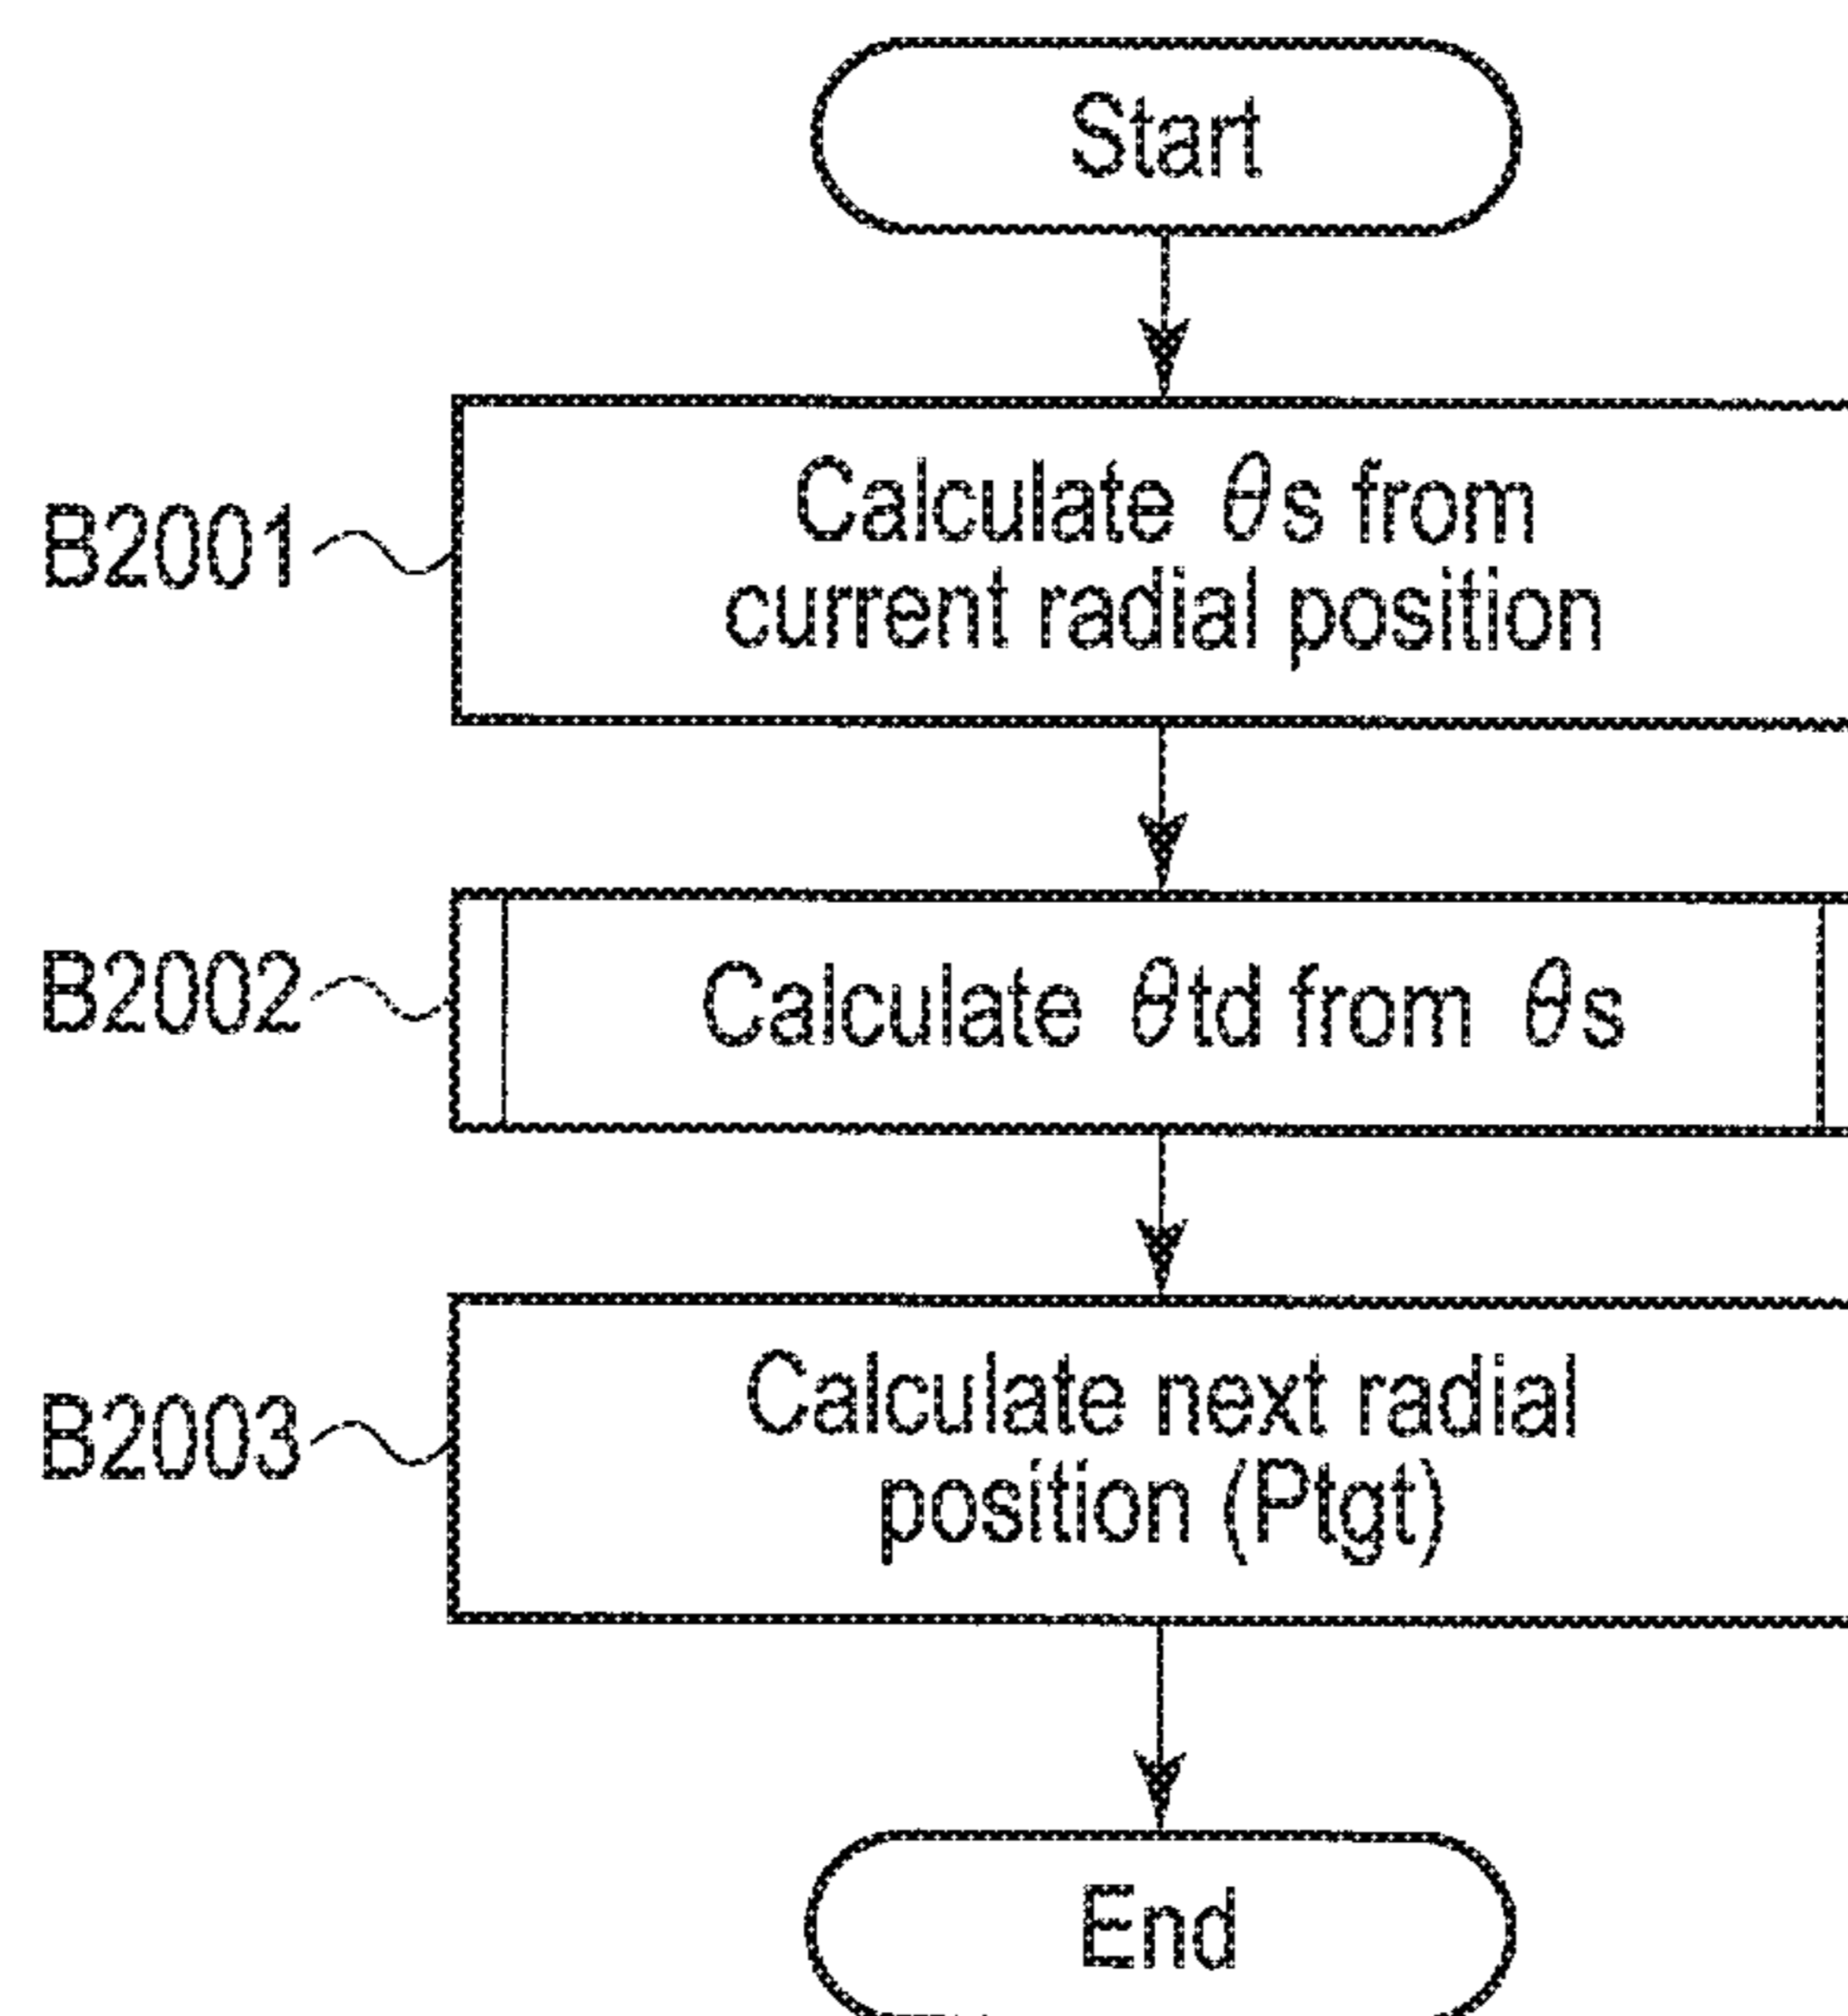 Start
B2001
Calculate θs from
current radial position
B2002
Calculate θtd from θs
B2003
Calculate next radial
position (Ptgt)
End